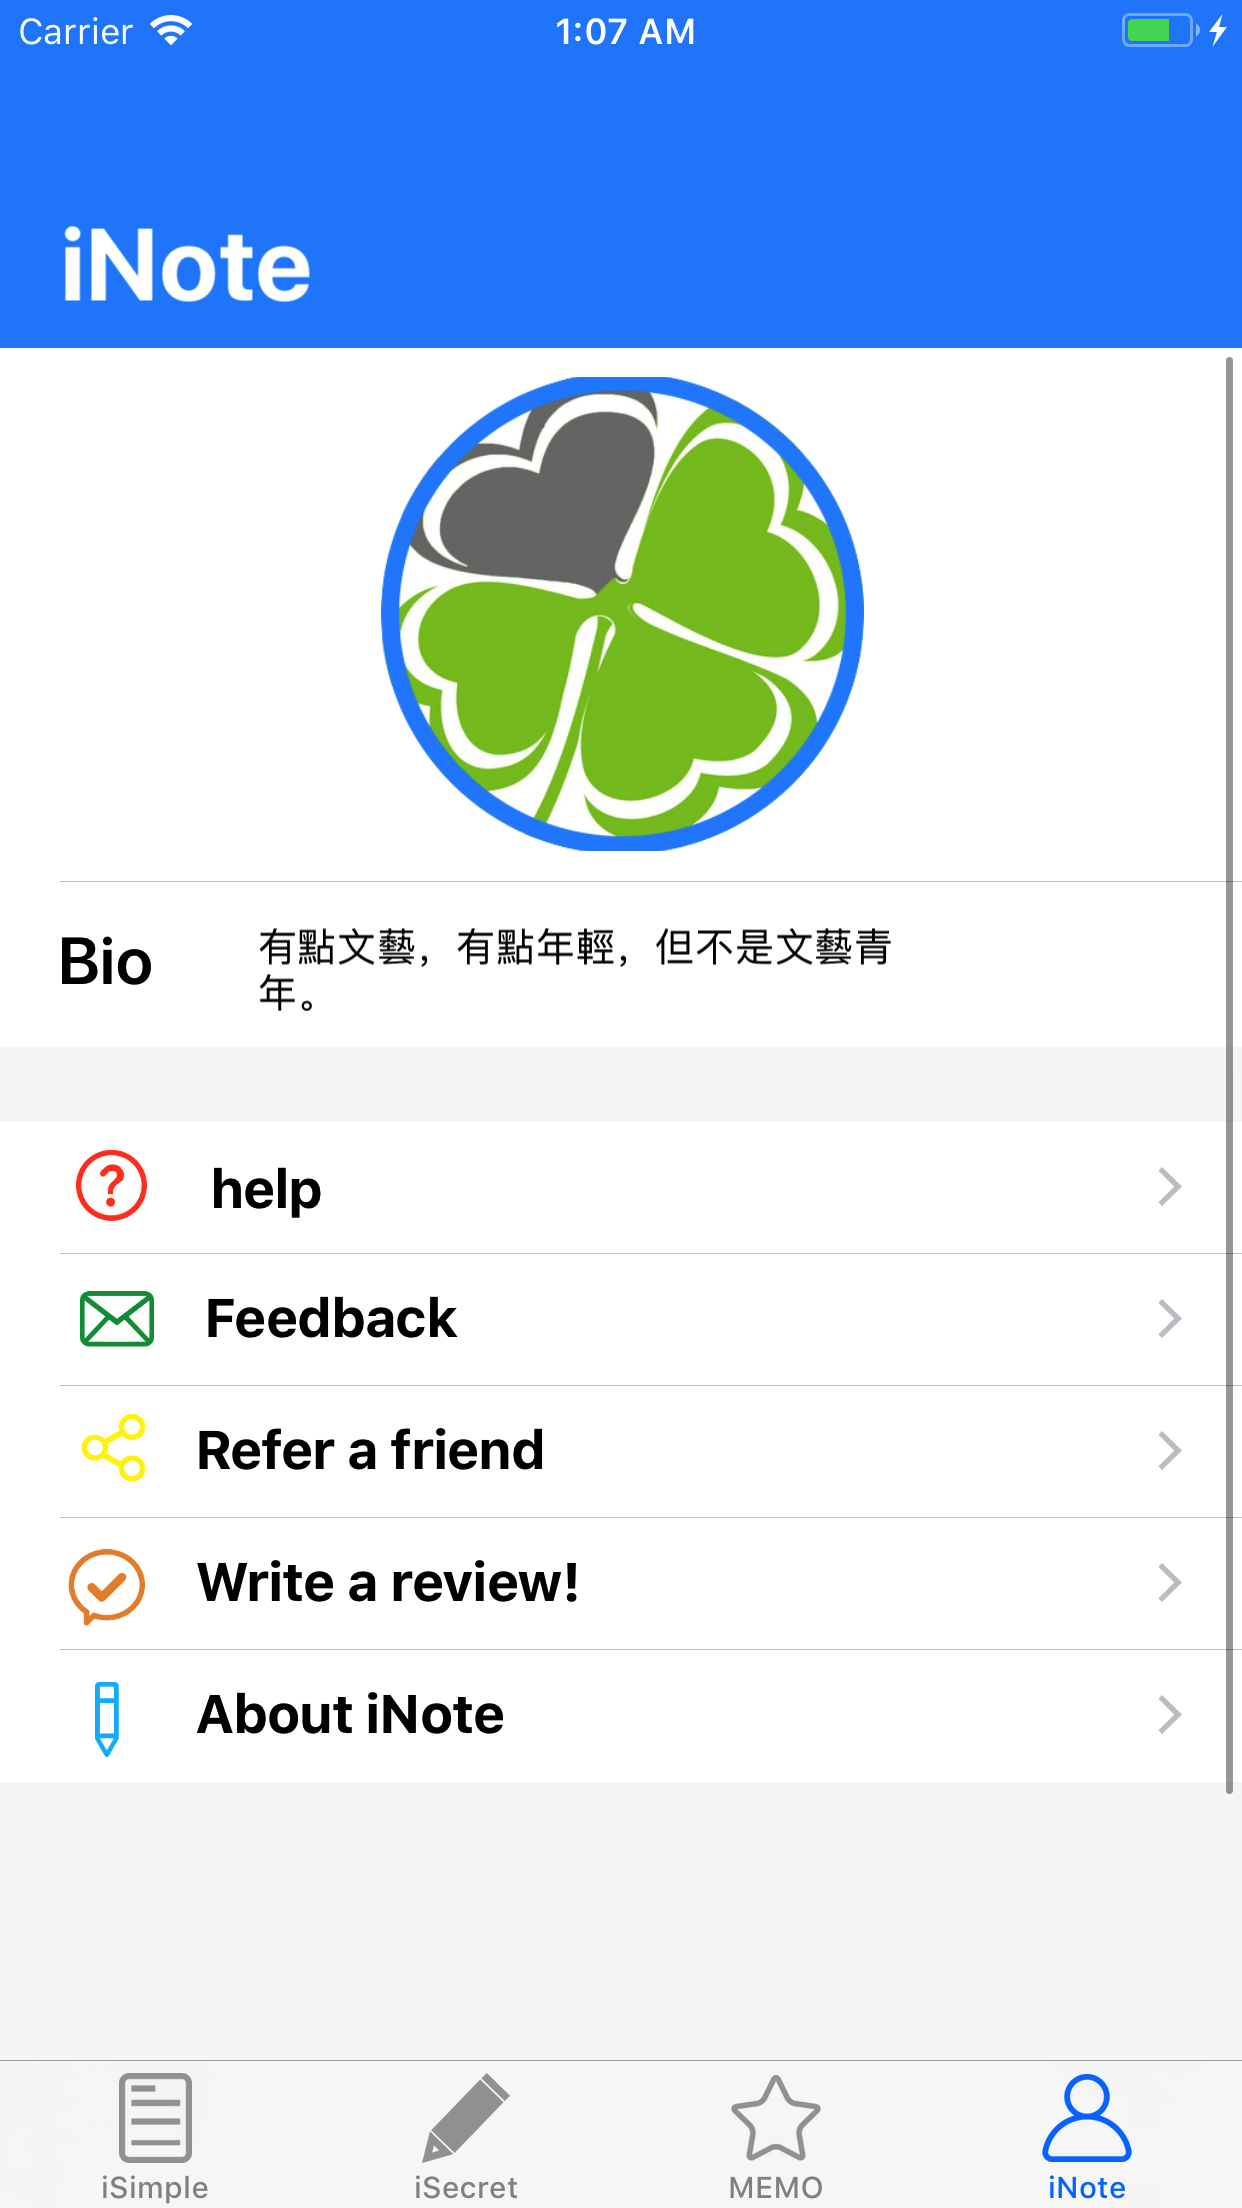 Carrier 1:07 AM
iNote
Bio
有點文藝，有點年輕，但不是文藝青
年。
help
Feedback
Refer a friend
Write a review!
About iNote
iSimple iSecret MEMO iNote